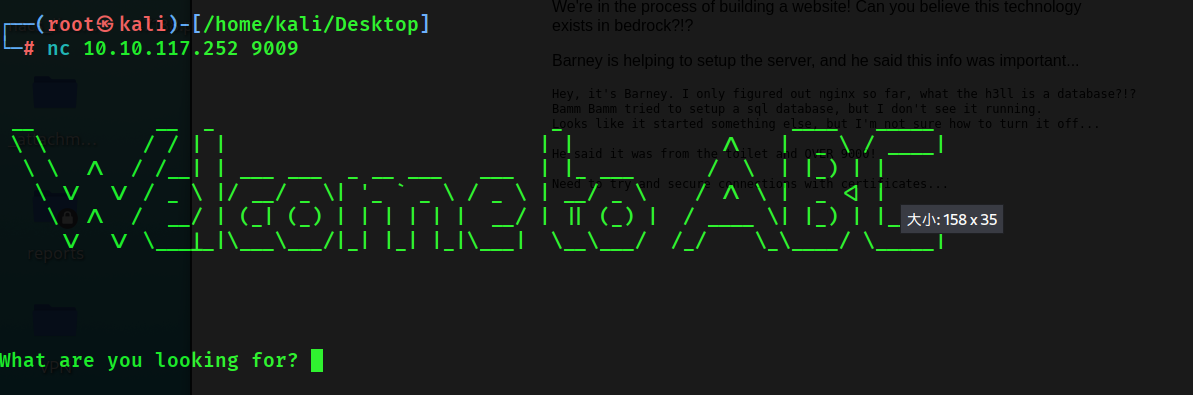 ┌──(root㉿kali)-[/home/kali/Desktop]
└─# nc 10.10.117.252 9009
We're in the process of building a website! Can you believe this technology
exists in bedrock?!?
Barney is helping to setup the server, and he said this info was important...
Hey, it's Barney. I only figured out nginx so far, what the h3ll is a database?!?
Bamm Bamm tried to setup a sql database, but I don't see it running.
Looks like it started something else, but I'm not sure how to turn it off...
He said it was from the toilet and OVER 9000!
Need to try and secure connections with certificates...
attachm...
Welcome to ABC
大小: 158 x 35
reports
VPN
What are you looking for?